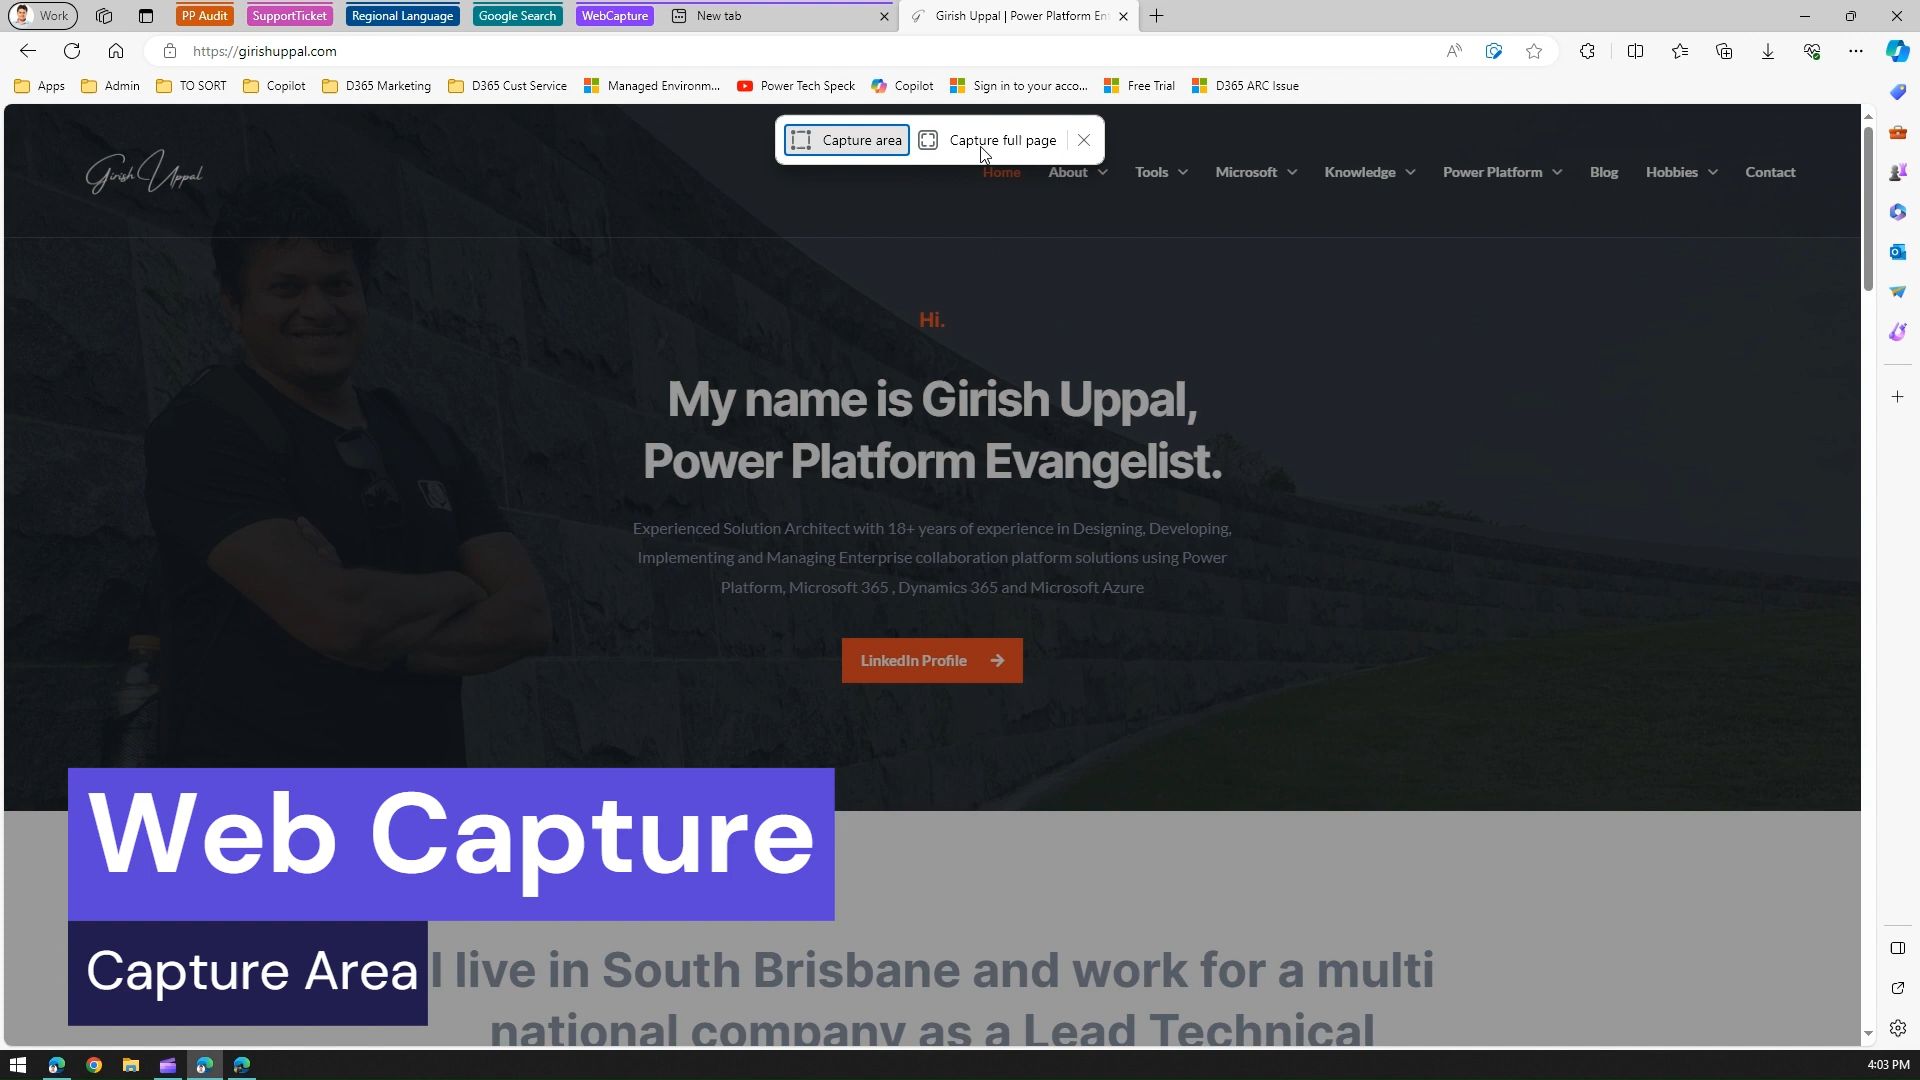 Work
PP Audit
SupportTicket
Regional Language
Google Search
WebCapture
New tab
Girish Uppal | Power Platform En
https://girishuppal.com
Apps
Admin
TO SORT
Copilot
D365 Marketing
D365 Cust Service
Managed Environm...
Power Tech Speck
Copilot
Sign in to your acco...
Free Trial
D365 ARC Issue
Capture area
Capture full page
Girish Uppal
Home
About
Tools
Microsoft
Knowledge
Power Platform
Blog
Hobbies
Contact
Hi.
My name is Girish Uppal,
Power Platform Evangelist.
Experienced Solution Architect with 18+ years of experience in Designing, Developing,
Implementing and Managing Enterprise collaboration platform solutions using Power
Platform, Microsoft 365 , Dynamics 365 and Microsoft Azure
LinkedIn Profile
Web Capture
Capture Area
I live in South Brisbane and work for a multi
national company as a Lead Technical
4:03 PM